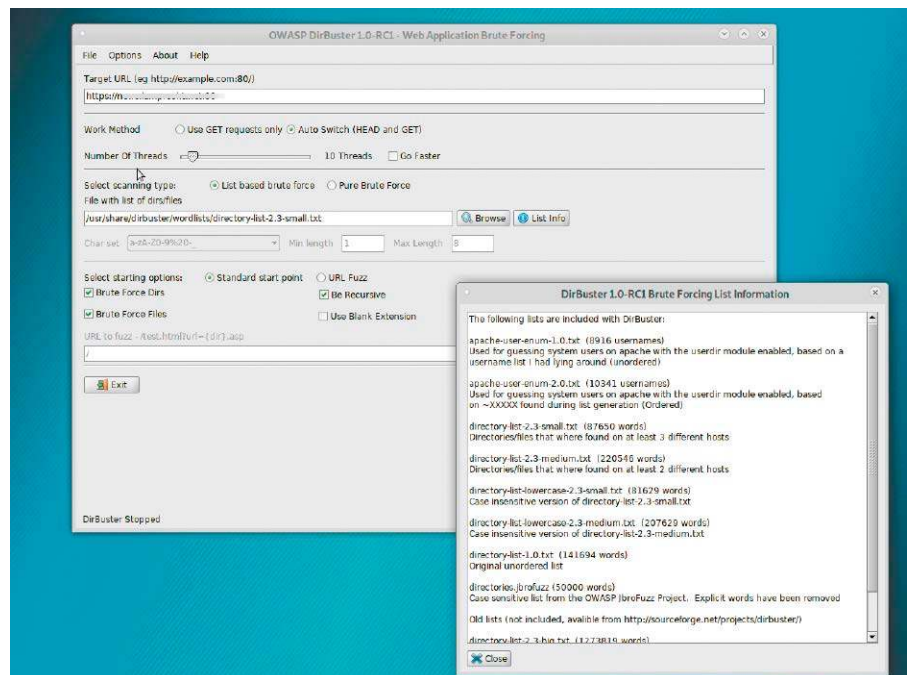 OWASP DirBuster 1.0-RC1 - Web Application Brute Forcing
File Options About Help
Target URL (eg http://example.com:80/)
Work Method Use GET requests only Auto Switch (HEAD and GET)
Number Of Threads 10 Threads Go Faster
Select scanning type: List based brute force Pure Brute Force
File with list of dirs/files
/usr/share/dirbuster/wordlists/directory-list-2.3-small.txt Browse List Info
Char set a-zA-Z0-9%20-_ Min length 1 Max Length 8
Select starting options: Standard start point URL Fuzz
Brute Force Dirs Be Recursive
Brute Force Files Use Blank Extension
URL to fuzz - /test.html?url={dir}.asp
/
Exit
DirBuster Stopped
DirBuster 1.0-RC1 Brute Forcing List Information
The following lists are included with DirBuster:
apache-user-enum-1.0.txt (8916 usernames)
Used for guessing system users on apache with the userdir module enabled, based on a
username list I had lying around (unordered)
apache-user-enum-2.0.txt (10341 usernames)
Used for guessing system users on apache with the userdir module enabled, based
on ~XXXXX found during list generation (Ordered)
directory-list-2.3-small.txt (87650 words)
Directories/files that where found on at least 3 different hosts
directory-list-2.3-medium.txt (220546 words)
Directories/files that where found on at least 2 different hosts
directory-list-lowercase-2.3-small.txt (81629 words)
Case insensitive version of directory-list-2.3-small.txt
directory-list-lowercase-2.3-medium.txt (207629 words)
Case insensitive version of directory-list-2.3-medium.txt
directory-list-1.0.txt (141694 words)
Original unordered list
directories.jbrofuzz (50000 words)
Case sensitive list from the OWASP JbroFuzz Project. Explicit words have been removed
Old lists (not included, avalible from http://sourceforge.net/projects/dirbuster/)
directory-list-2.3-big.txt (1273819 words)
Close